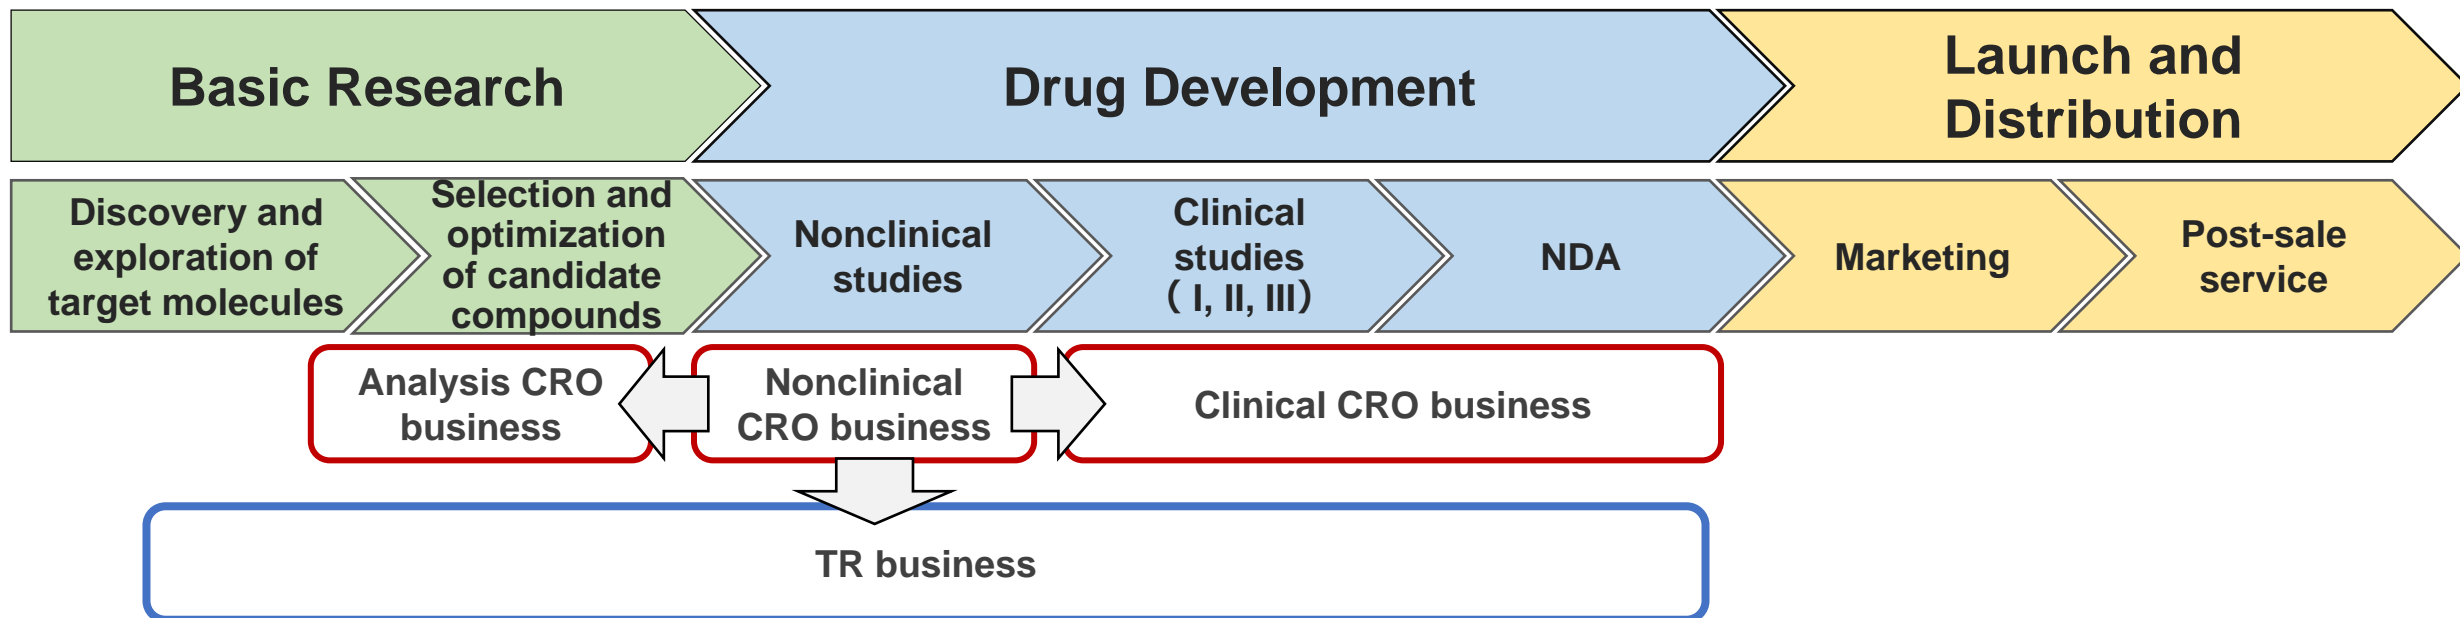 Basic Research
Drug Development
Launch and
Distribution
Discovery and
exploration of
target molecules
Selection and
optimization
of candidate
compounds
Nonclinical
studies
Clinical
studies
( I, II, III)
NDA
Marketing
Post-sale
service
Analysis CRO
business
Nonclinical
CRO business
Clinical CRO business
TR business